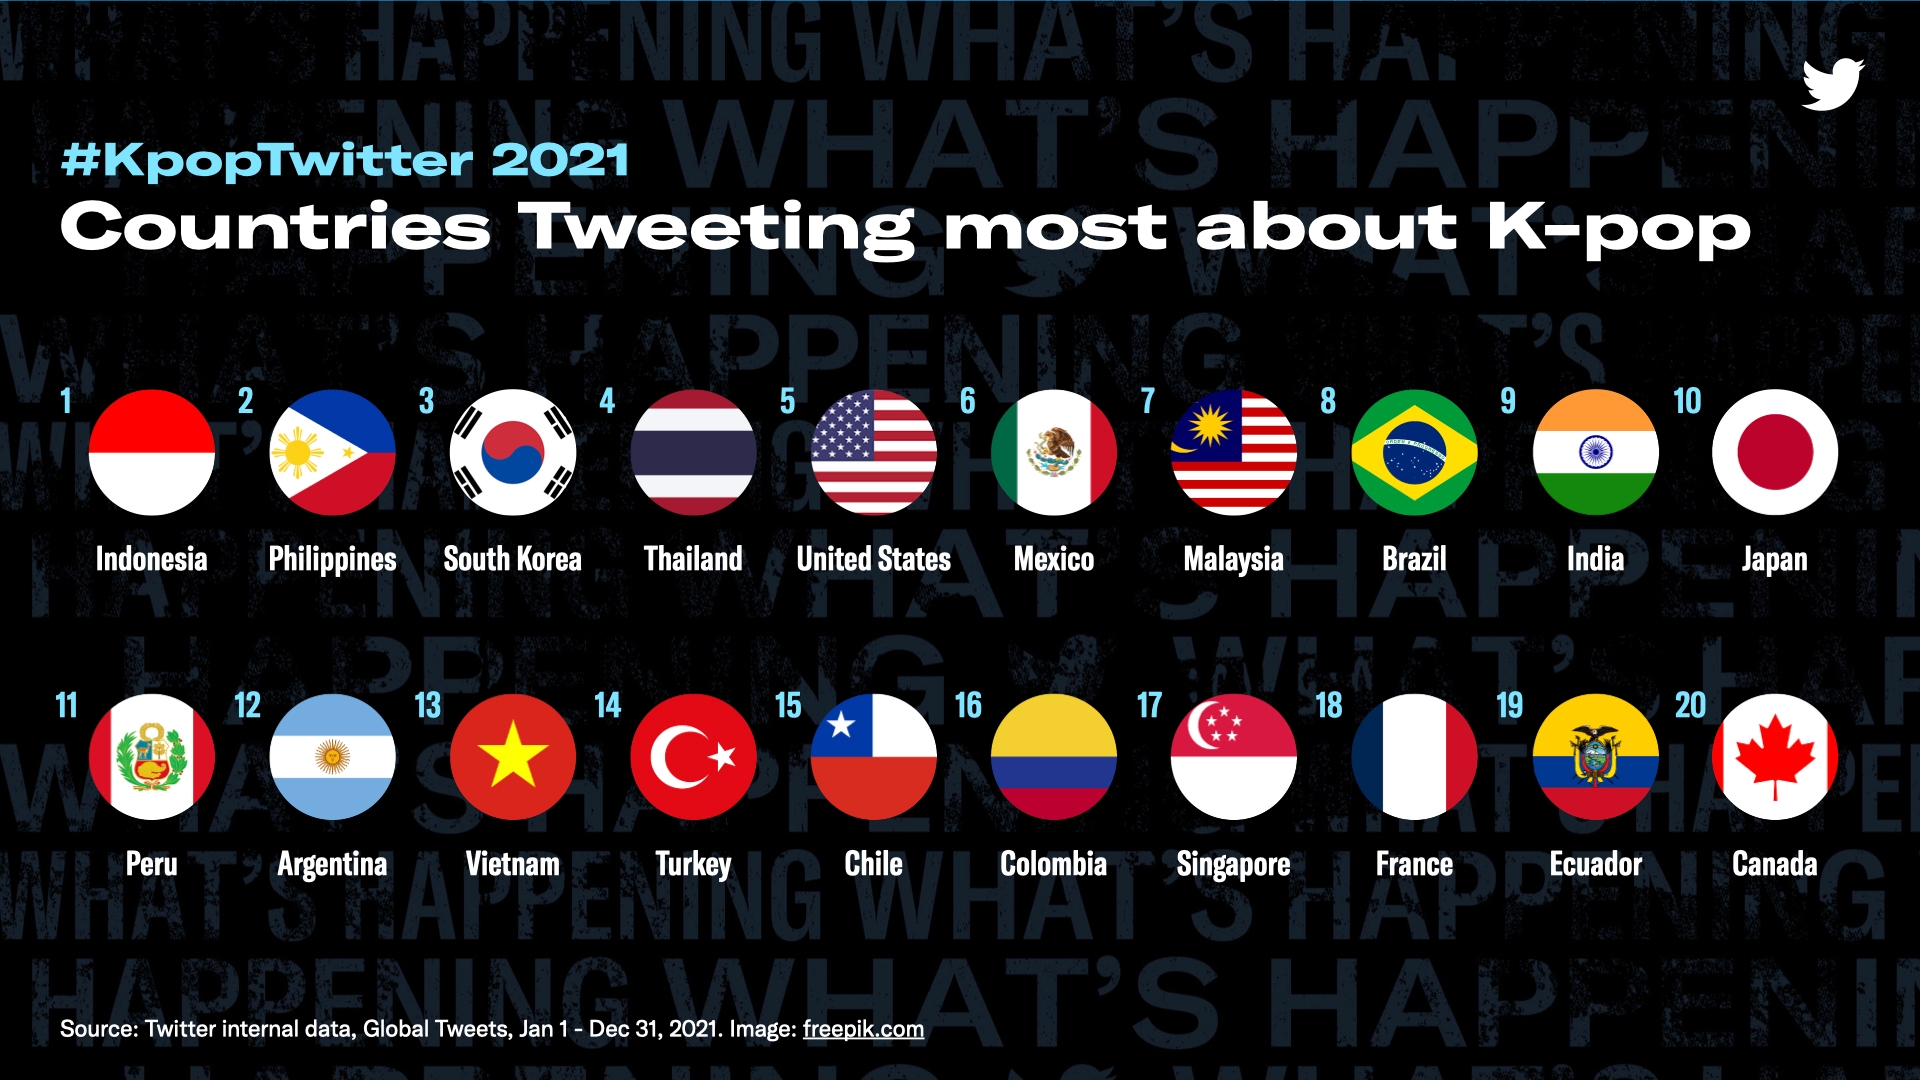 #KpopTwitter 2021
Countries Tweeting most about K-pop
1 2 3 4 5 6 7 8 9 10
Indonesia Philippines South Korea Thailand United States Mexico Malaysia Brazil India Japan
11 12 13 14 15 16 17 18 19 20
Peru Argentina Vietnam Turkey Chile Colombia Singapore France Ecuador Canada
Source: Twitter internal data, Global Tweets, Jan 1 - Dec 31, 2021. Image: freepik.com